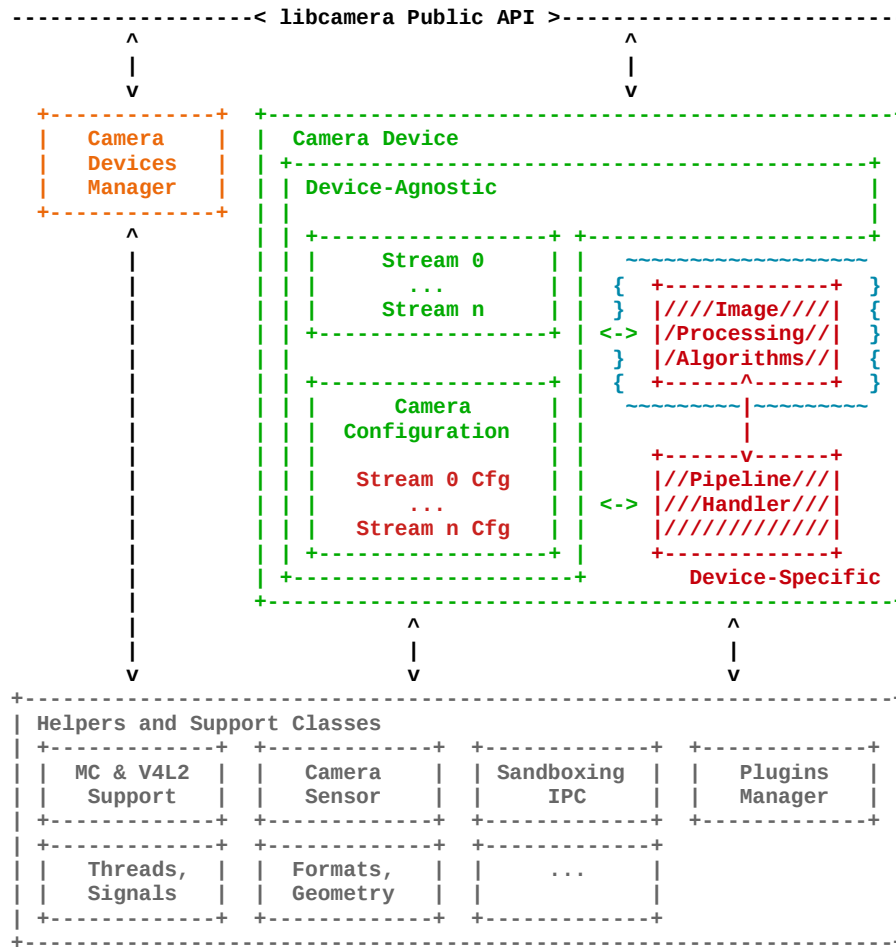 < libcamera Public API >
Camera Devices Manager
Camera Device
Device-Agnostic
Stream 0
...
Stream n
Image
Processing
Algorithms
Camera
Configuration
Stream 0 Cfg
...
Stream n Cfg
Pipeline
Handler
Device-Specific
Helpers and Support Classes
MC & V4L2
Support
Camera
Sensor
Sandboxing
IPC
Plugins
Manager
Threads,
Signals
Formats,
Geometry
...